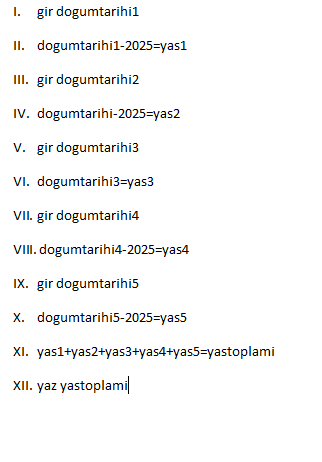 I. gir dogumtarihi1
II. dogumtarihi1-2025=yas1
III. gir dogumtarihi2
IV. dogumtarihi-2025=yas2
V. gir dogumtarihi3
VI. dogumtarihi3=yas3
VII. gir dogumtarihi4
VIII. dogumtarihi4-2025=yas4
IX. gir dogumtarihi5
X. dogumtarihi5-2025=yas5
XI. yas1+yas2+yas3+yas4+yas5=yastoplami
XII. yaz yastoplami